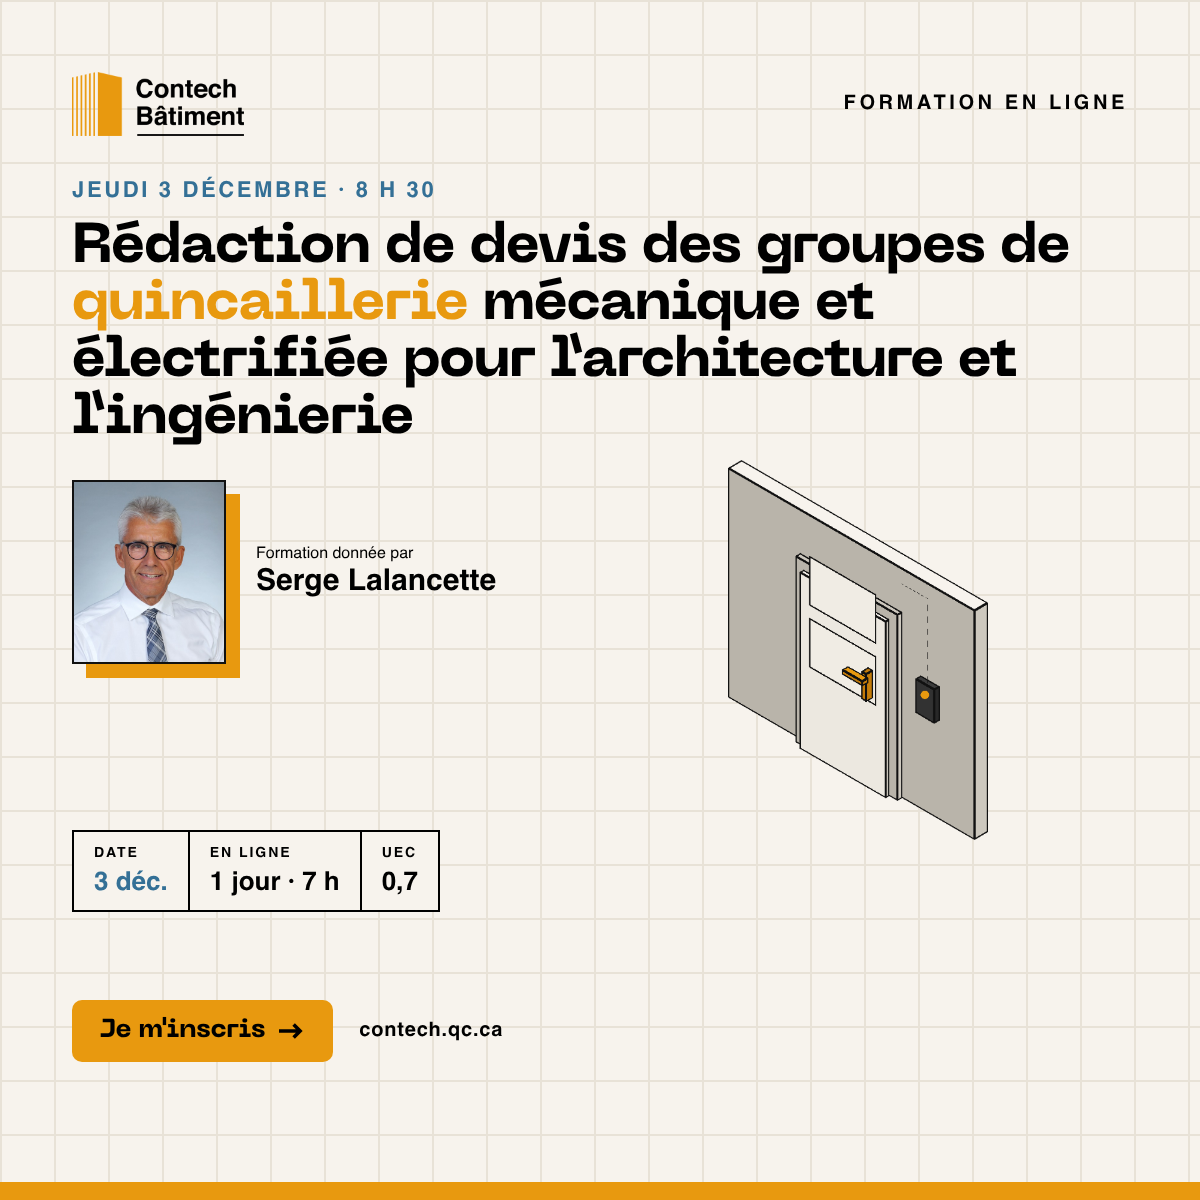 Contech
Bâtiment
FORMATION EN LIGNE
JEUDI 3 DÉCEMBRE · 8 H 30
Rédaction de devis des groupes de
quincaillerie mécanique et
électrifiée pour l'architecture et
l'ingénierie
Formation donnée par
Serge Lalancette
DATE
3 déc.
EN LIGNE
1 jour · 7 h
UEC
0,7
Je m'inscris →
contech.qc.ca